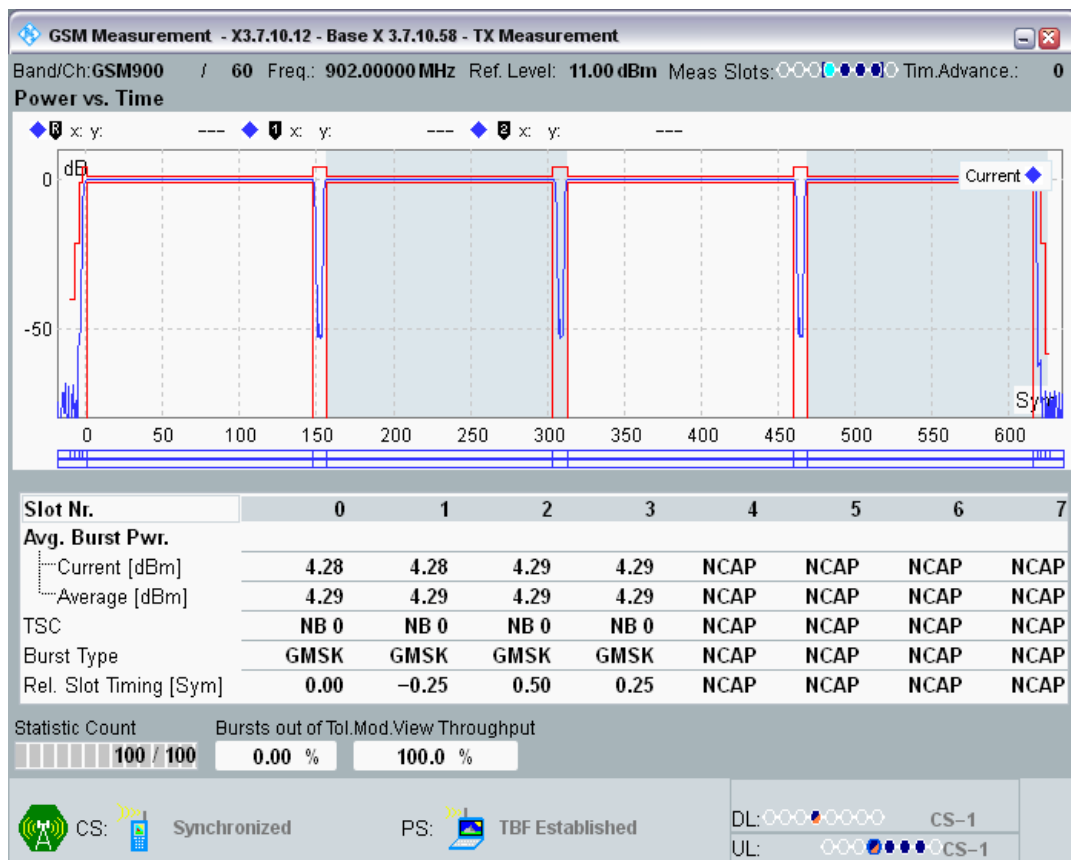 GSM Measurement - X3.7.10.12 - Base X 3.7.10.58 - TX Measurement
Band/Ch:GSM900 / 60 Freq.: 902.00000 MHz Ref. Level: 11.00 dBm Meas Slots: Tim.Advance.: 0
Power vs. Time
R x: y: --- 1 x: y: --- 2 x: y: ---
dB
Current
0
-50
0 50 100 150 200 250 300 350 400 450 500 550 600
Slot Nr. 0 1 2 3 4 5 6 7
Avg. Burst Pwr.
Current [dBm] 4.28 4.28 4.29 4.29 NCAP NCAP NCAP NCAP
Average [dBm] 4.29 4.29 4.29 4.29 NCAP NCAP NCAP NCAP
TSC NB 0 NB 0 NB 0 NB 0 NCAP NCAP NCAP NCAP
Burst Type GMSK GMSK GMSK GMSK NCAP NCAP NCAP NCAP
Rel. Slot Timing [Sym] 0.00 −0.25 0.50 0.25 NCAP NCAP NCAP NCAP
Statistic Count Bursts out of Tol.Mod.View Throughput
100 / 100 0.00 % 100.0 %
CS: Synchronized PS: TBF Established
DL: CS−1
UL: CS−1